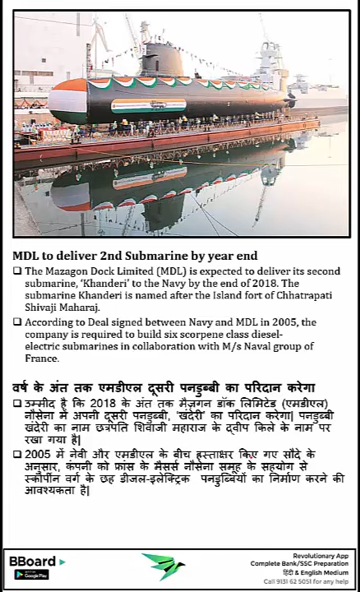 MDL to deliver 2nd Submarine by year end
❑ The Mazagon Dock Limited (MDL) is expected to deliver its second
submarine, 'Khanderi' to the Navy by the end of 2018. The
submarine Khanderi is named after the Island fort of Chhatrapati
Shivaji Maharaj.
❑ According to Deal signed between Navy and MDL in 2005, the
company is required to build six scorpene class diesel-
electric submarines in collaboration with M/s Naval group of
France.
वर्ष के अंत तक एमडीएल दूसरी पनडुब्बी का परिदान करेगा
❑ उम्मीद है कि 2018 के अंत तक मैज़गन डॉक लिमिटेड (एमडीएल)
नौसेना में अपनी दूसरी पनडुब्बी, 'खंदेरी' का परिदान करेगा| पनडुब्बी
खंदेरी का नाम छत्रपति शिवाजी महाराज के द्वीप किले के नाम पर
रखा गया है|
❑ 2005 में नेवी और एमडीएल के बीच हस्ताक्षर किए गए सौदे के
अनुसार, कंपनी को फ्रांस के मैसर्स नौसेना समूह के सहयोग से
स्कॉर्पीन वर्ग के छह डीजल-इलेक्ट्रिक पनडुब्बियों का निर्माण करने की
आवश्यकता है|
BBoard
Google Play
Revolutionary App
Complete Bank/SSC Preparation
हिंदी & English Medium
Call 9131 62 5051 for any help